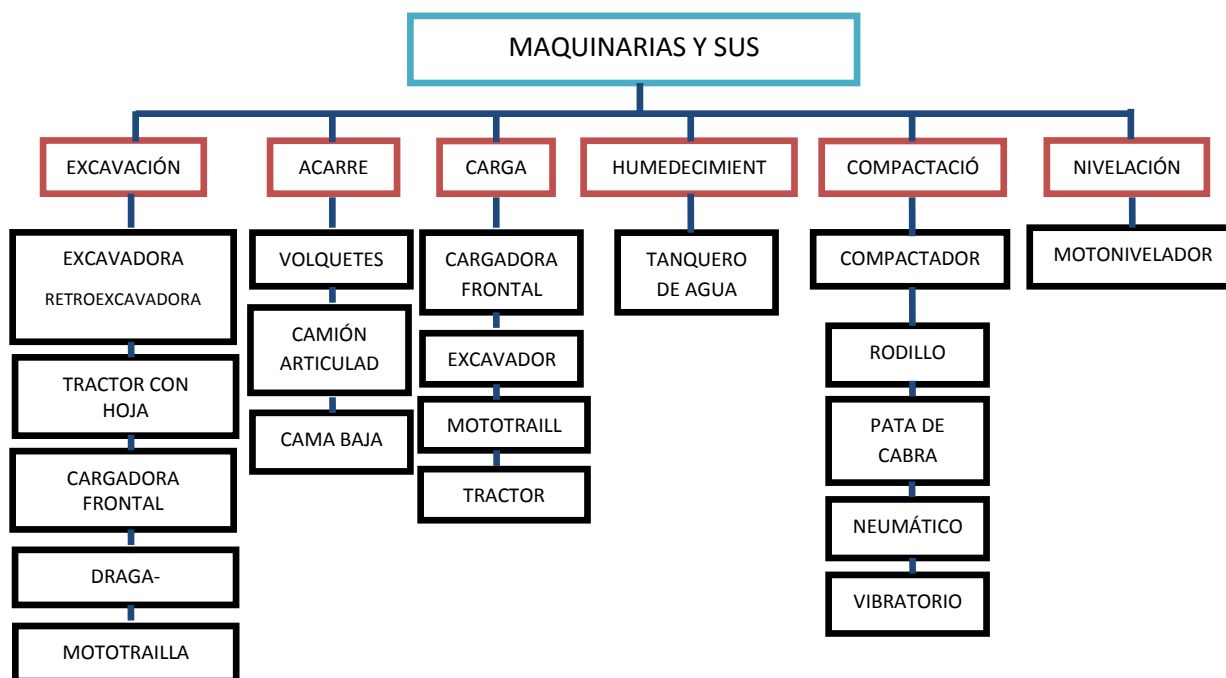 MAQUINARIAS Y SUS
EXCAVACIÓN
ACARRE
CARGA
HUMEDECIMIENT
COMPACTACIÓ
NIVELACIÓN
EXCAVADORA
RETROEXCAVADORA
TRACTOR CON
HOJA
CARGADORA
FRONTAL
DRAGA-
MOTOTRAILLA
VOLQUETES
CAMIÓN
ARTICULAD
CAMA BAJA
CARGADORA
FRONTAL
EXCAVADOR
MOTOTRAILL
TRACTOR
TANQUERO
DE AGUA
COMPACTADOR
RODILLO
PATA DE
CABRA
NEUMÁTICO
VIBRATORIO
MOTONIVELADOR